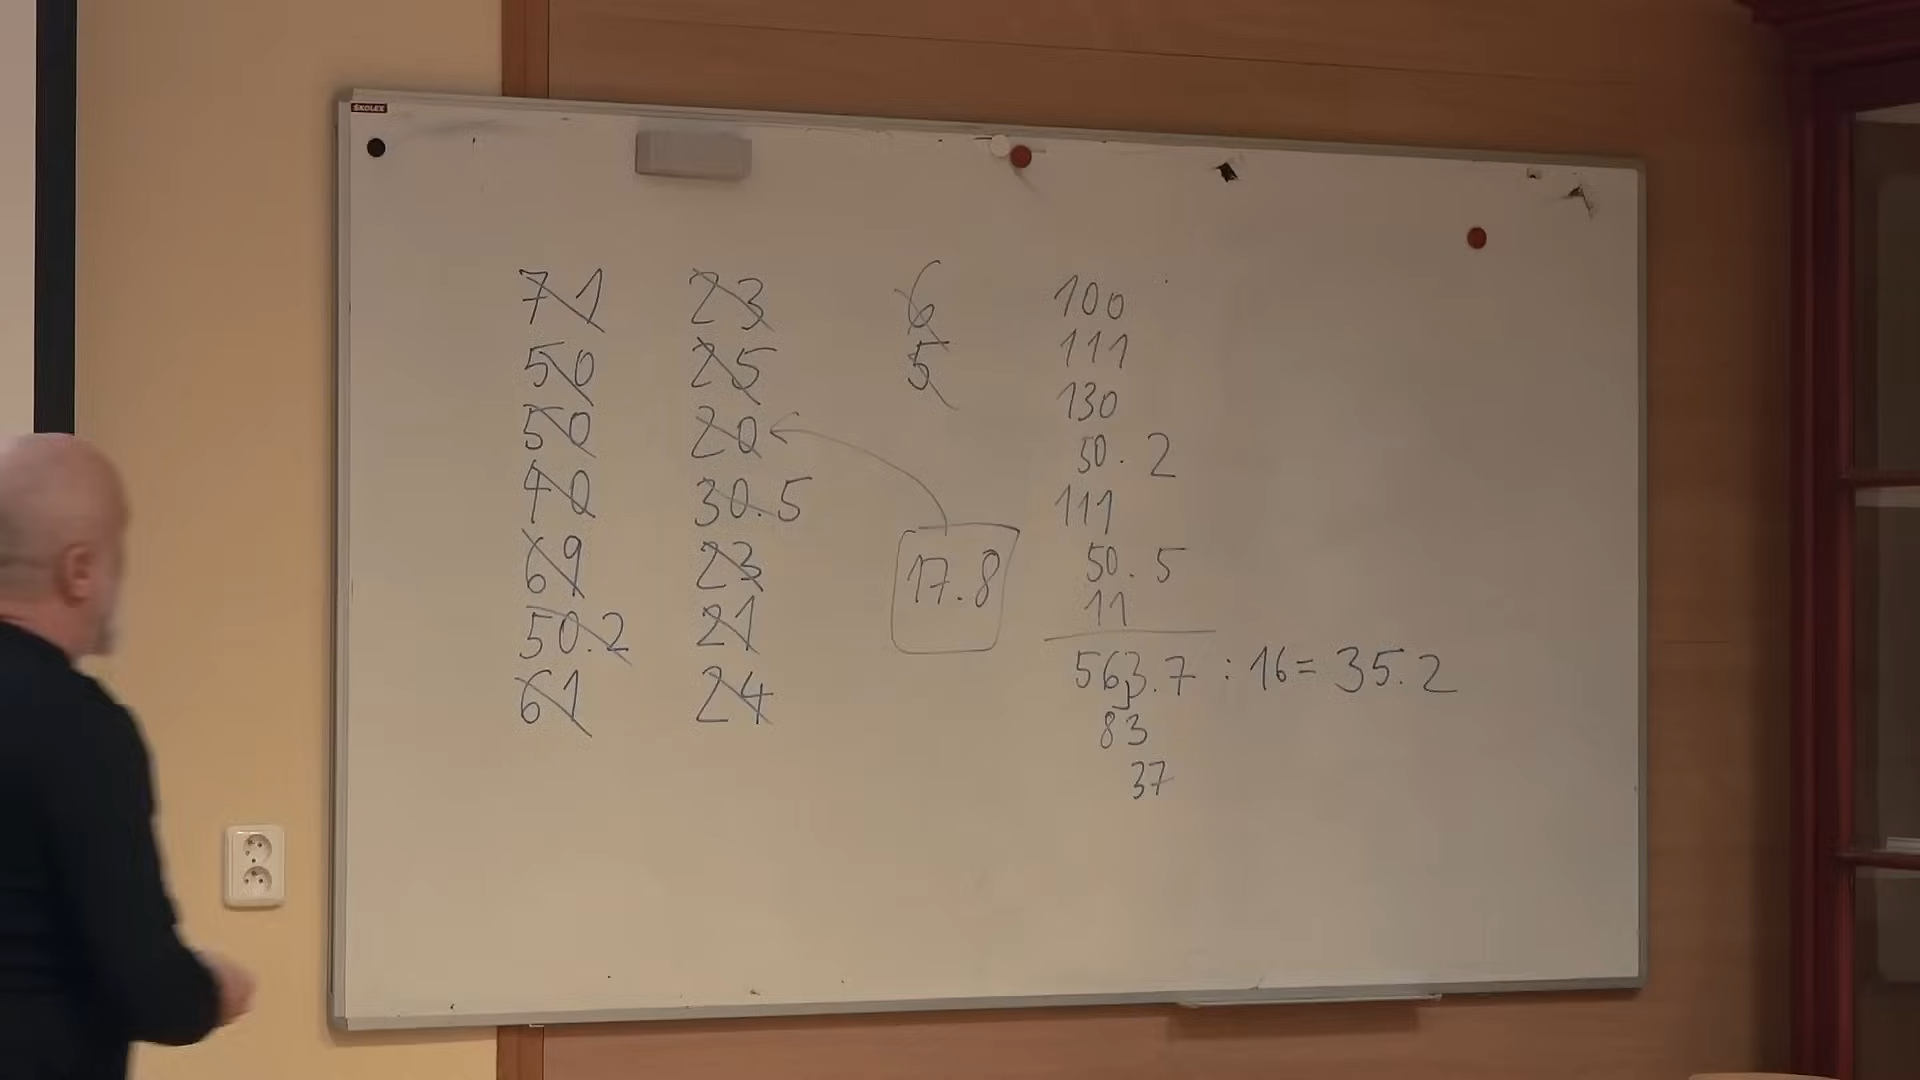 ŠKOLEX
71 23 6 100
50 25 5 111
50 20 130
40 30.5 50.2
69 23 17.8 111
50.2 21 50.5
61 24 11
563.7 : 16 = 35.2
83
37